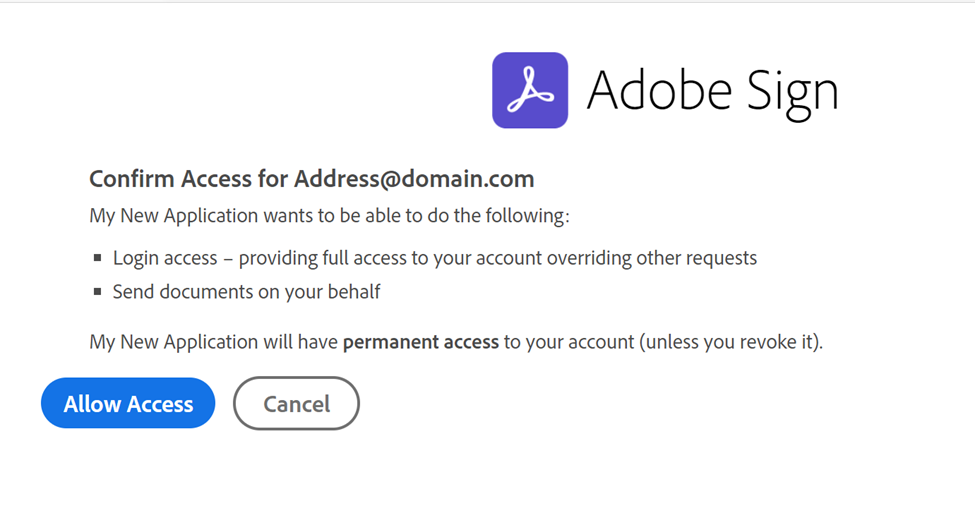 Adobe Sign
Confirm Access for Address@domain.com
My New Application wants to be able to do the following:
Login access – providing full access to your account overriding other requests
Send documents on your behalf
My New Application will have permanent access to your account (unless you revoke it).
Allow Access
Cancel